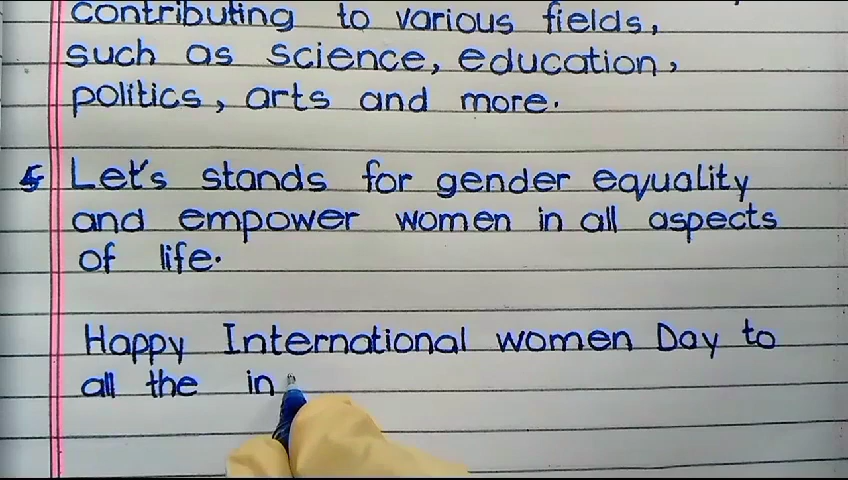 contributing to various fields,
such as science, education,
politics, arts and more.
5 Let's stands for gender equality
and empower women in all aspects
of life.
Happy International women Day to
all the in